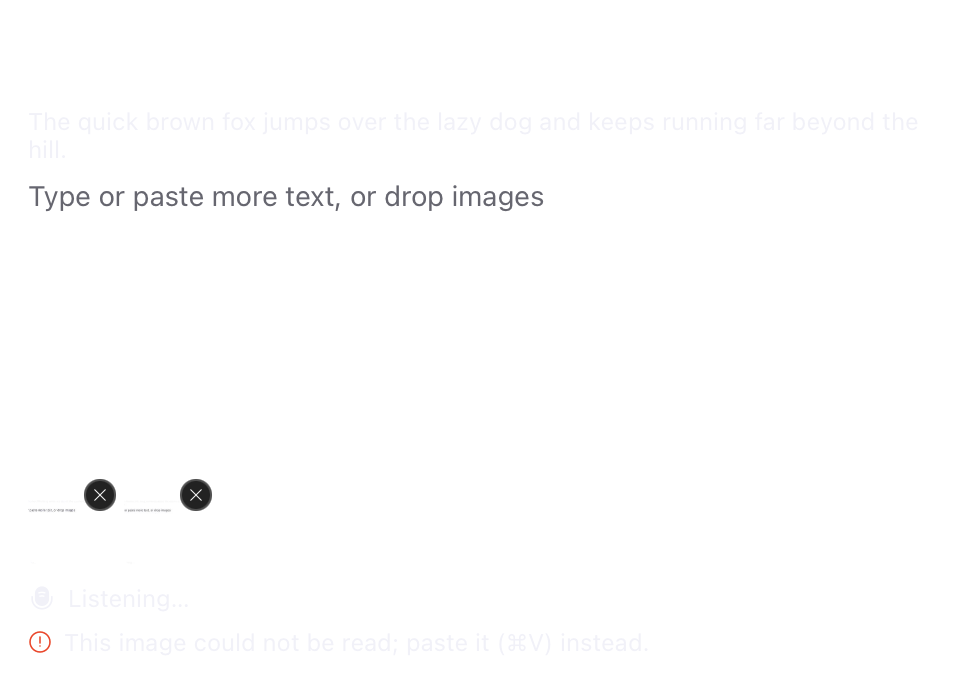 The quick brown fox jumps over the lazy dog and keeps running far beyond the
hill.
Type or paste more text, or drop images
Listening...
This image could not be read; paste it (⌘V) instead.